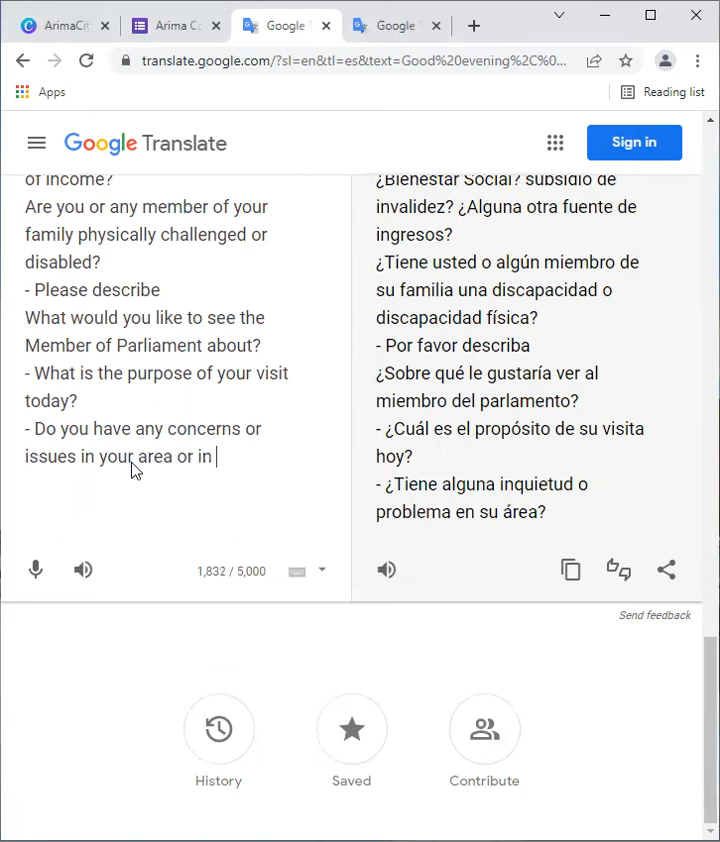 ArimaCit
Arima Co
Google T
Google T
translate.google.com/?sl=en&tl=es&text=Good%20evening%2C%0...
Apps
Reading list
Google Translate
Sign in
of income?
Are you or any member of your
family physically challenged or
disabled?
- Please describe
What would you like to see the
Member of Parliament about?
- What is the purpose of your visit
today?
- Do you have any concerns or
issues in your area or in
1,832 / 5,000
¿Bienestar Social? subsidio de
invalidez? ¿Alguna otra fuente de
ingresos?
¿Tiene usted o algún miembro de
su familia una discapacidad o
discapacidad física?
- Por favor describa
¿Sobre qué le gustaría ver al
miembro del parlamento?
- ¿Cuál es el propósito de su visita
hoy?
- ¿Tiene alguna inquietud o
problema en su área?
Send feedback
History
Saved
Contribute